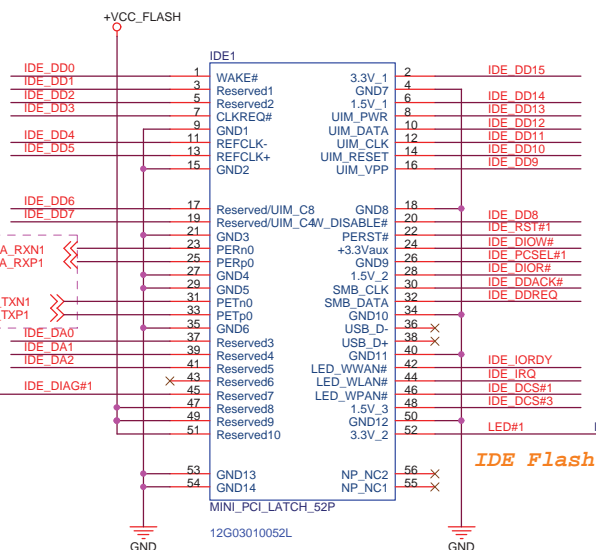 +VCC_FLASH
IDE1
IDE_DD0 1 WAKE# 3.3V_1 2 IDE_DD15
IDE_DD1 3 Reserved1 GND7 4
IDE_DD2 5 Reserved2 1.5V_1 6 IDE_DD14
IDE_DD3 7 CLKREQ# UIM_PWR 8 IDE_DD13
9 GND1 UIM_DATA 10 IDE_DD12
IDE_DD4 11 REFCLK- UIM_CLK 12 IDE_DD11
IDE_DD5 13 REFCLK+ UIM_RESET 14 IDE_DD10
15 GND2 UIM_VPP 16 IDE_DD9
IDE_DD6 17 Reserved/UIM_C8 GND8 18
IDE_DD7 19 Reserved/UIM_C4 W_DISABLE# 20 IDE_DD8
21 GND3 PERST# 22 IDE_RST#1
A_RXN1 23 PERn0 +3.3Vaux 24 IDE_DIOW#
A_RXP1 25 PERp0 GND9 26 IDE_PCSEL#1
27 GND4 1.5V_2 28 IDE_DIOR#
29 GND5 SMB_CLK 30 IDE_DDACK#
TXN1 31 PETn0 SMB_DATA 32 IDE_DDREQ
TXP1 33 PETp0 GND10 34
35 GND6 USB_D- 36
IDE_DA0 37 Reserved3 USB_D+ 38
IDE_DA1 39 Reserved4 GND11 40
IDE_DA2 41 Reserved5 LED_WWAN# 42 IDE_IORDY
43 Reserved6 LED_WLAN# 44 IDE_IRQ
IDE_DIAG#1 45 Reserved7 LED_WPAN# 46 IDE_DCS#1
47 Reserved8 1.5V_3 48 IDE_DCS#3
49 Reserved9 GND12 50
51 Reserved10 3.3V_2 52 LED#1
IDE Flash
53 GND13 NP_NC2 56
54 GND14 NP_NC1 55
MINI_PCI_LATCH_52P
12G03010052L
GND GND